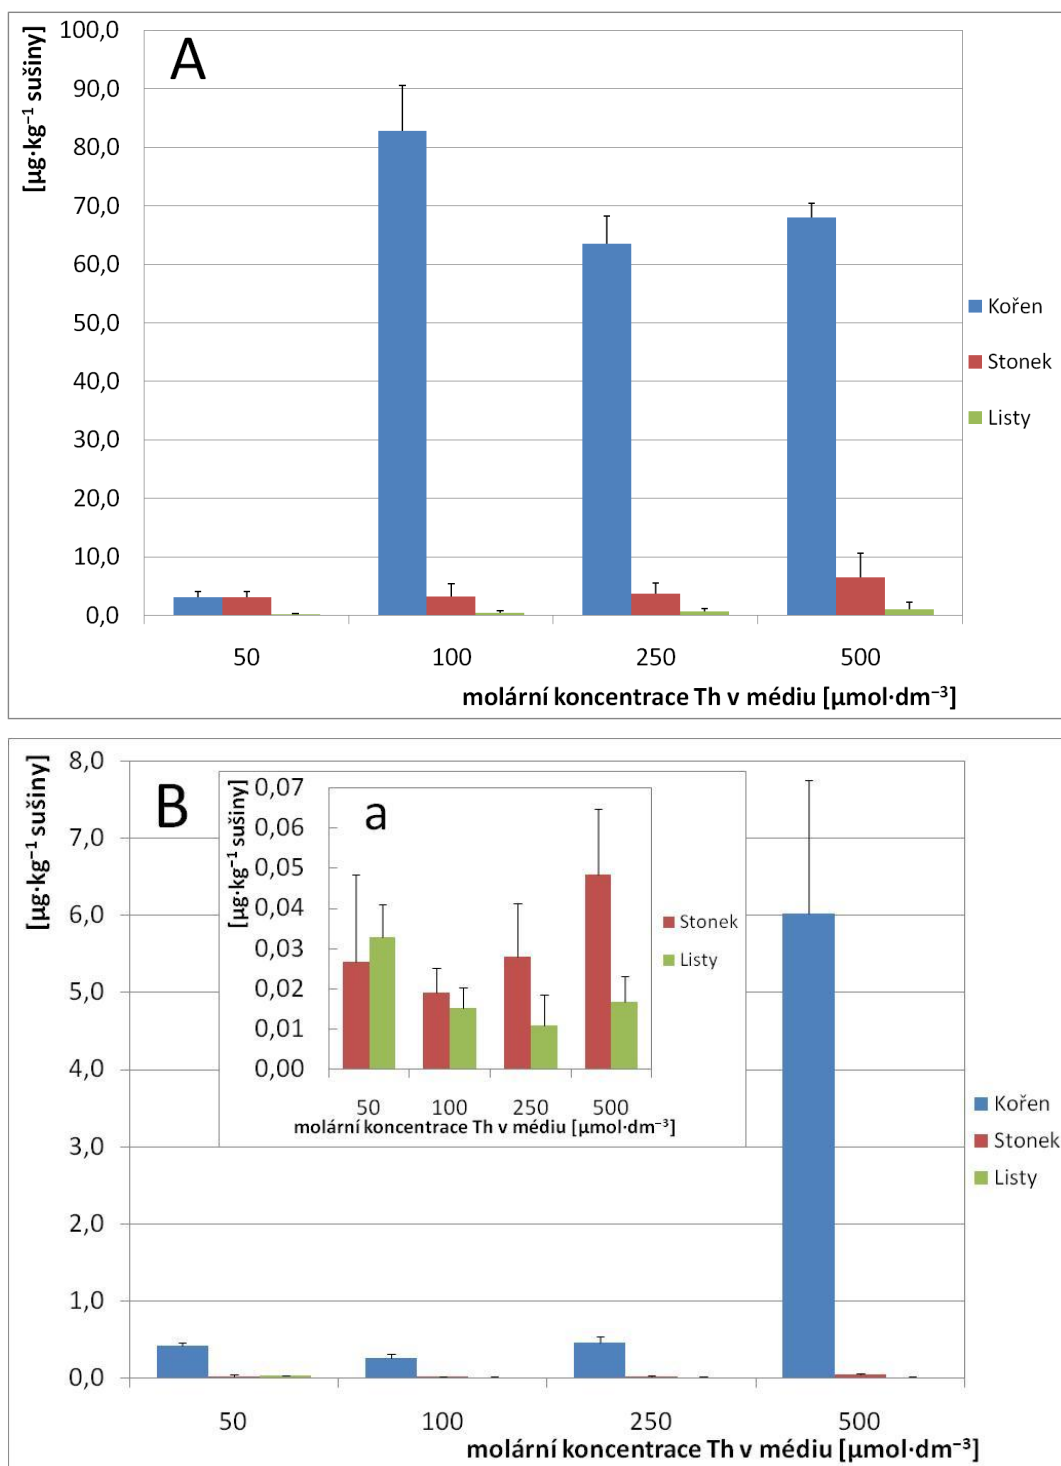 A
[µg·kg⁻¹ sušiny]
100,0
90,0
80,0
70,0
60,0
50,0
40,0
30,0
20,0
10,0
0,0
50 100 250 500
molární koncentrace Th v médiu [µmol·dm⁻³]
Kořen
Stonek
Listy
B
[µg·kg⁻¹ sušiny]
8,0
7,0
6,0
5,0
4,0
3,0
2,0
1,0
0,0
50 100 250 500
molární koncentrace Th v médiu [µmol·dm⁻³]
Kořen
Stonek
Listy
a
[µg·kg⁻¹ sušiny]
0,07
0,06
0,05
0,04
0,03
0,02
0,01
0,00
50 100 250 500
molární koncentrace Th v médiu [µmol·dm⁻³]
Stonek
Listy